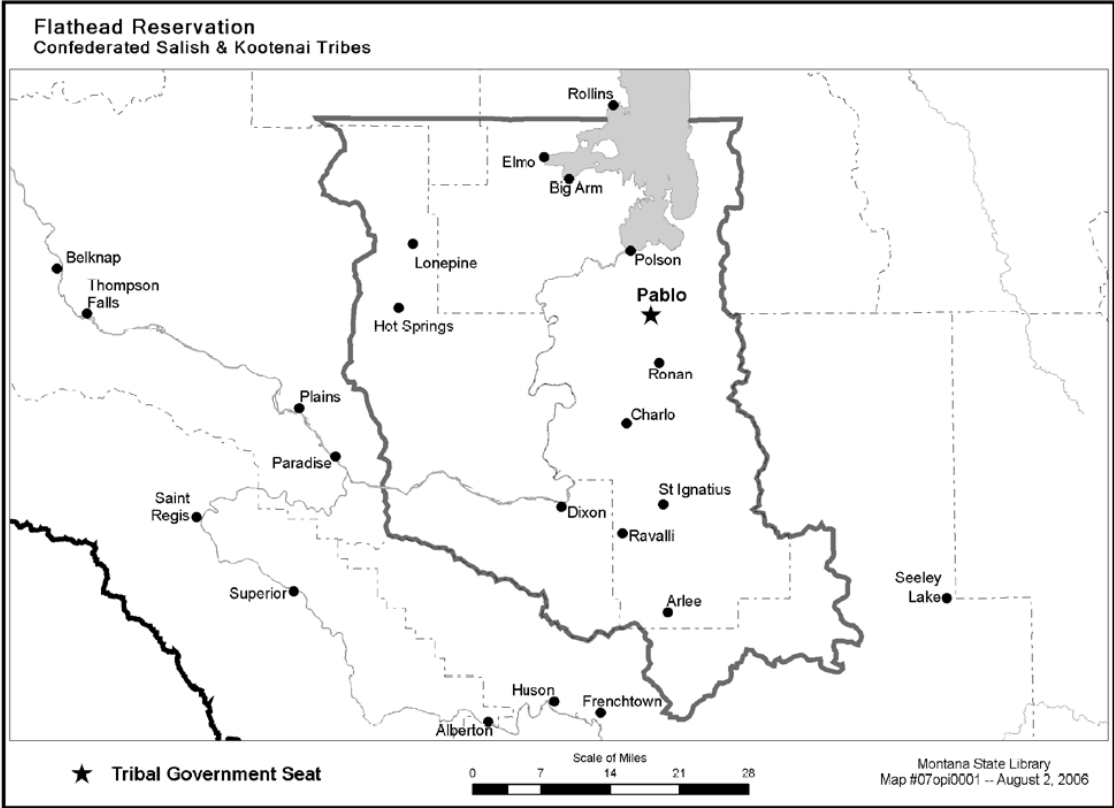 Flathead Reservation
Confederated Salish & Kootenai Tribes
Rollins
Elmo
Big Arm
Lonepine
Polson
Belknap
Thompson
Falls
Pablo
Hot Springs
Ronan
Plains
Charlo
Paradise
St Ignatius
Saint
Regis
Dixon
Ravalli
Seeley
Lake
Superior
Arlee
Huson
Frenchtown
Alberton
Tribal Government Seat
Scale of Miles
0 7 14 21 28
Montana State Library
Map #07opi0001 -- August 2, 2006